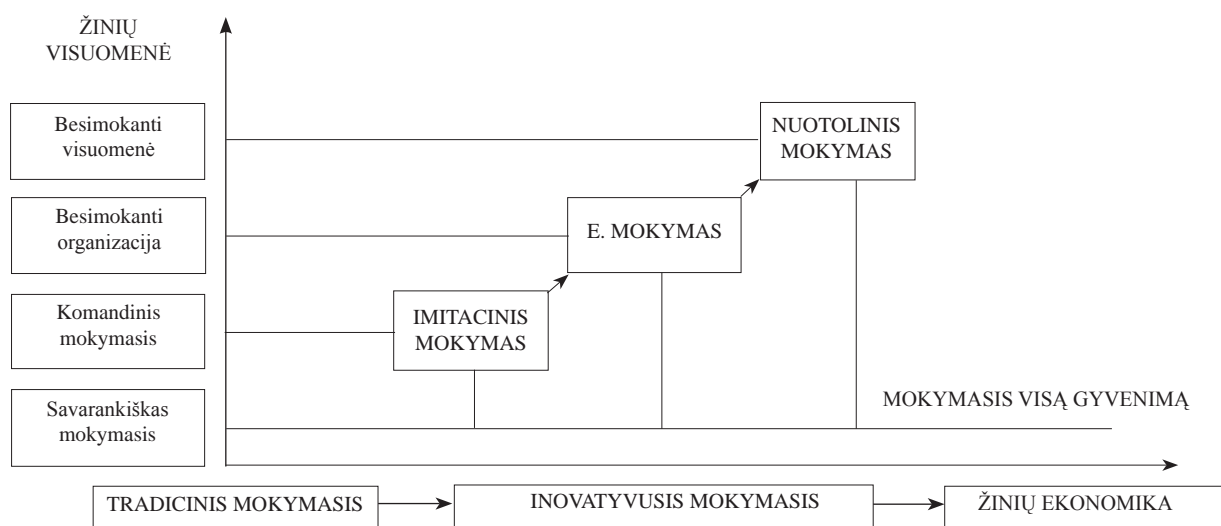 ŽINIŲ
VISUOMENĖ
Besimokanti
visuomenė
NUOTOLINIS
MOKYMAS
Besimokanti
organizacija
E. MOKYMAS
Komandinis
mokymasis
IMITACINIS
MOKYMAS
Savarankiškas
mokymasis
MOKYMASIS VISĄ GYVENIMĄ
TRADICINIS MOKYMASIS
INOVATYVUSIS MOKYMASIS
ŽINIŲ EKONOMIKA